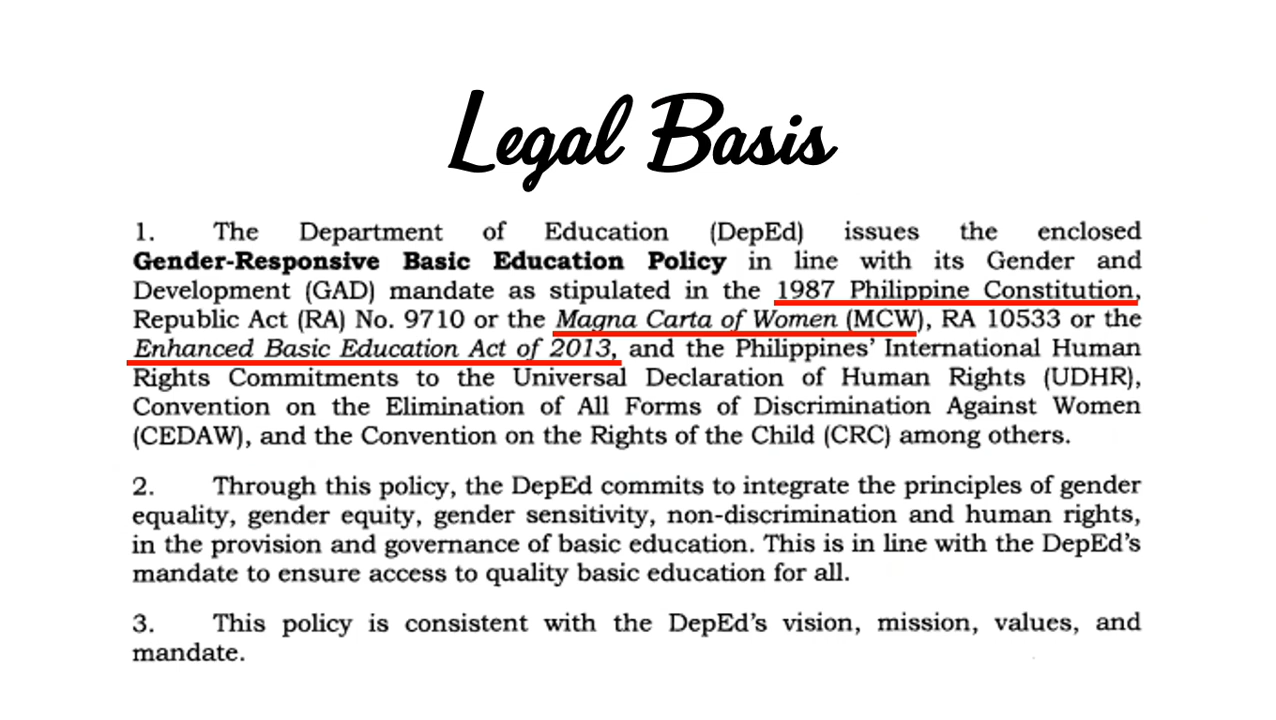 Legal Basis
1. The Department of Education (DepEd) issues the enclosed
Gender-Responsive Basic Education Policy in line with its Gender and
Development (GAD) mandate as stipulated in the 1987 Philippine Constitution,
Republic Act (RA) No. 9710 or the Magna Carta of Women (MCW), RA 10533 or the
Enhanced Basic Education Act of 2013, and the Philippines’ International Human
Rights Commitments to the Universal Declaration of Human Rights (UDHR),
Convention on the Elimination of All Forms of Discrimination Against Women
(CEDAW), and the Convention on the Rights of the Child (CRC) among others.
2. Through this policy, the DepEd commits to integrate the principles of gender
equality, gender equity, gender sensitivity, non-discrimination and human rights,
in the provision and governance of basic education. This is in line with the DepEd’s
mandate to ensure access to quality basic education for all.
3. This policy is consistent with the DepEd’s vision, mission, values, and
mandate.